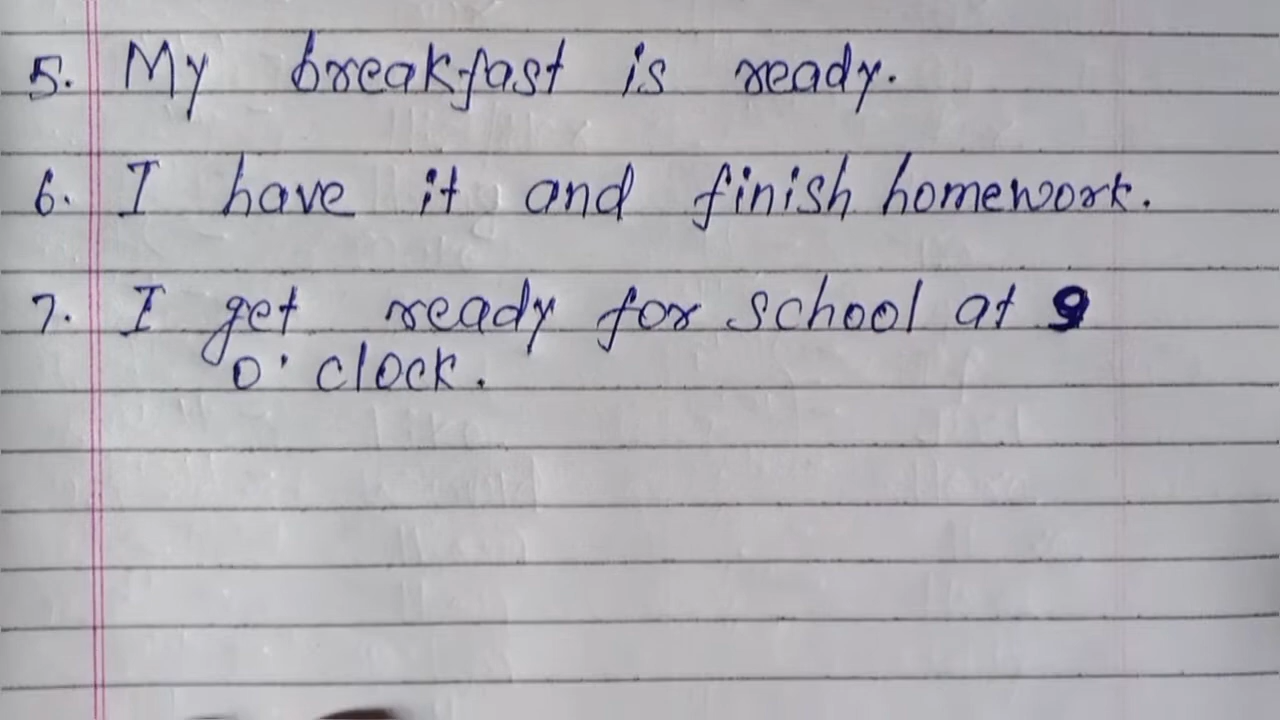 5. My breakfast is ready.
6. I have it and finish homework.
7. I get ready for school at 9
o'clock.